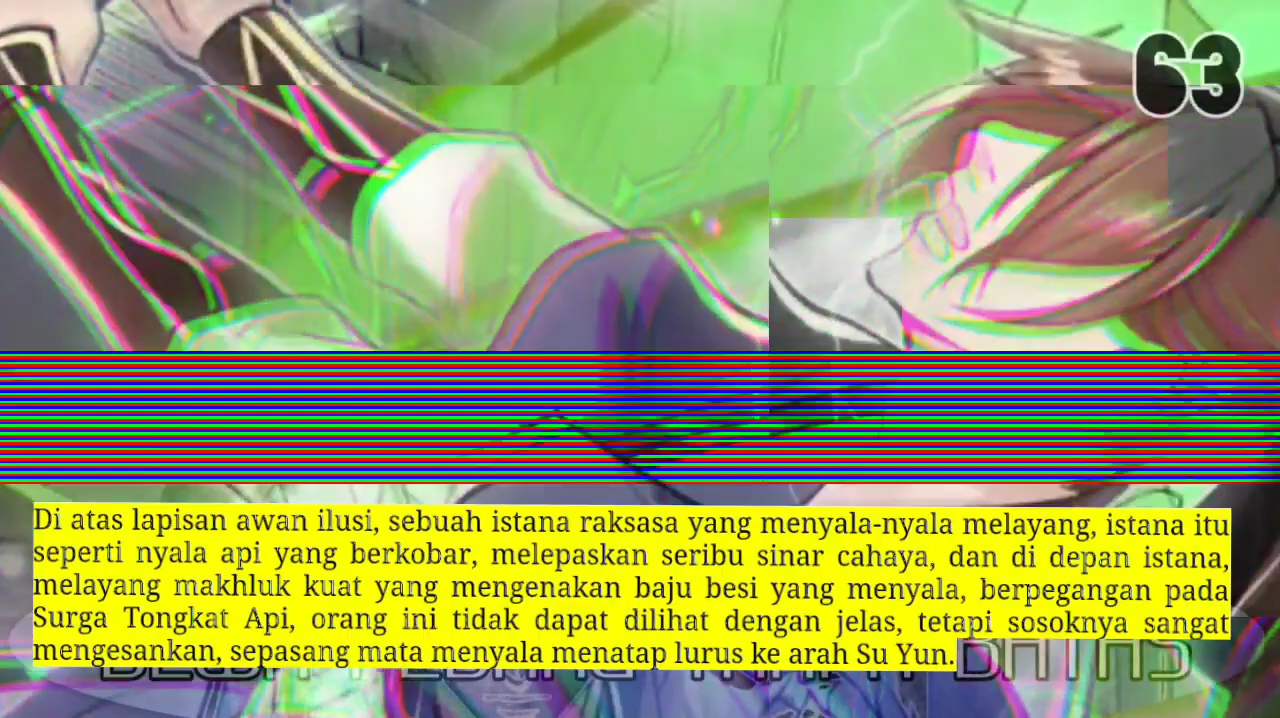 63
Di atas lapisan awan ilusi, sebuah istana raksasa yang menyala-nyala melayang, istana itu
seperti nyala api yang berkobar, melepaskan seribu sinar cahaya, dan di depan istana,
melayang makhluk kuat yang mengenakan baju besi yang menyala, berpegangan pada
Surga Tongkat Api, orang ini tidak dapat dilihat dengan jelas, tetapi sosoknya sangat
mengesankan, sepasang mata menyala menatap lurus ke arah Su Yun.
BATAS